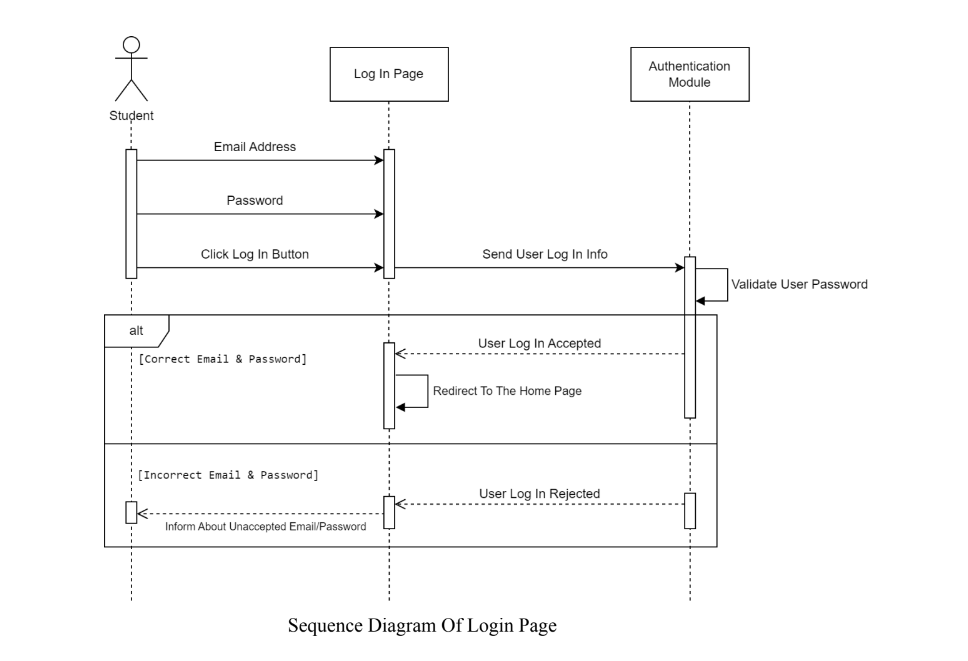 Log In Page
Authentication
Module
Student
Email Address
Password
Click Log In Button
Send User Log In Info
Validate User Password
alt
User Log In Accepted
[Correct Email & Password]
Redirect To The Home Page
[Incorrect Email & Password]
User Log In Rejected
Inform About Unaccepted Email/Password
Sequence Diagram Of Login Page